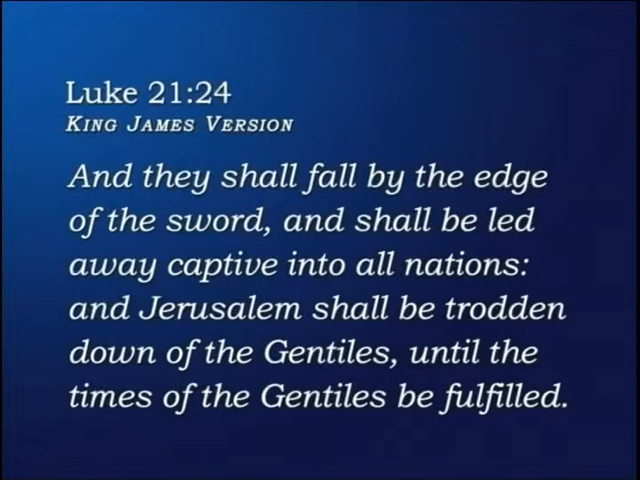 Luke 21:24
King James Version
And they shall fall by the edge
of the sword, and shall be led
away captive into all nations:
and Jerusalem shall be trodden
down of the Gentiles, until the
times of the Gentiles be fulfilled.